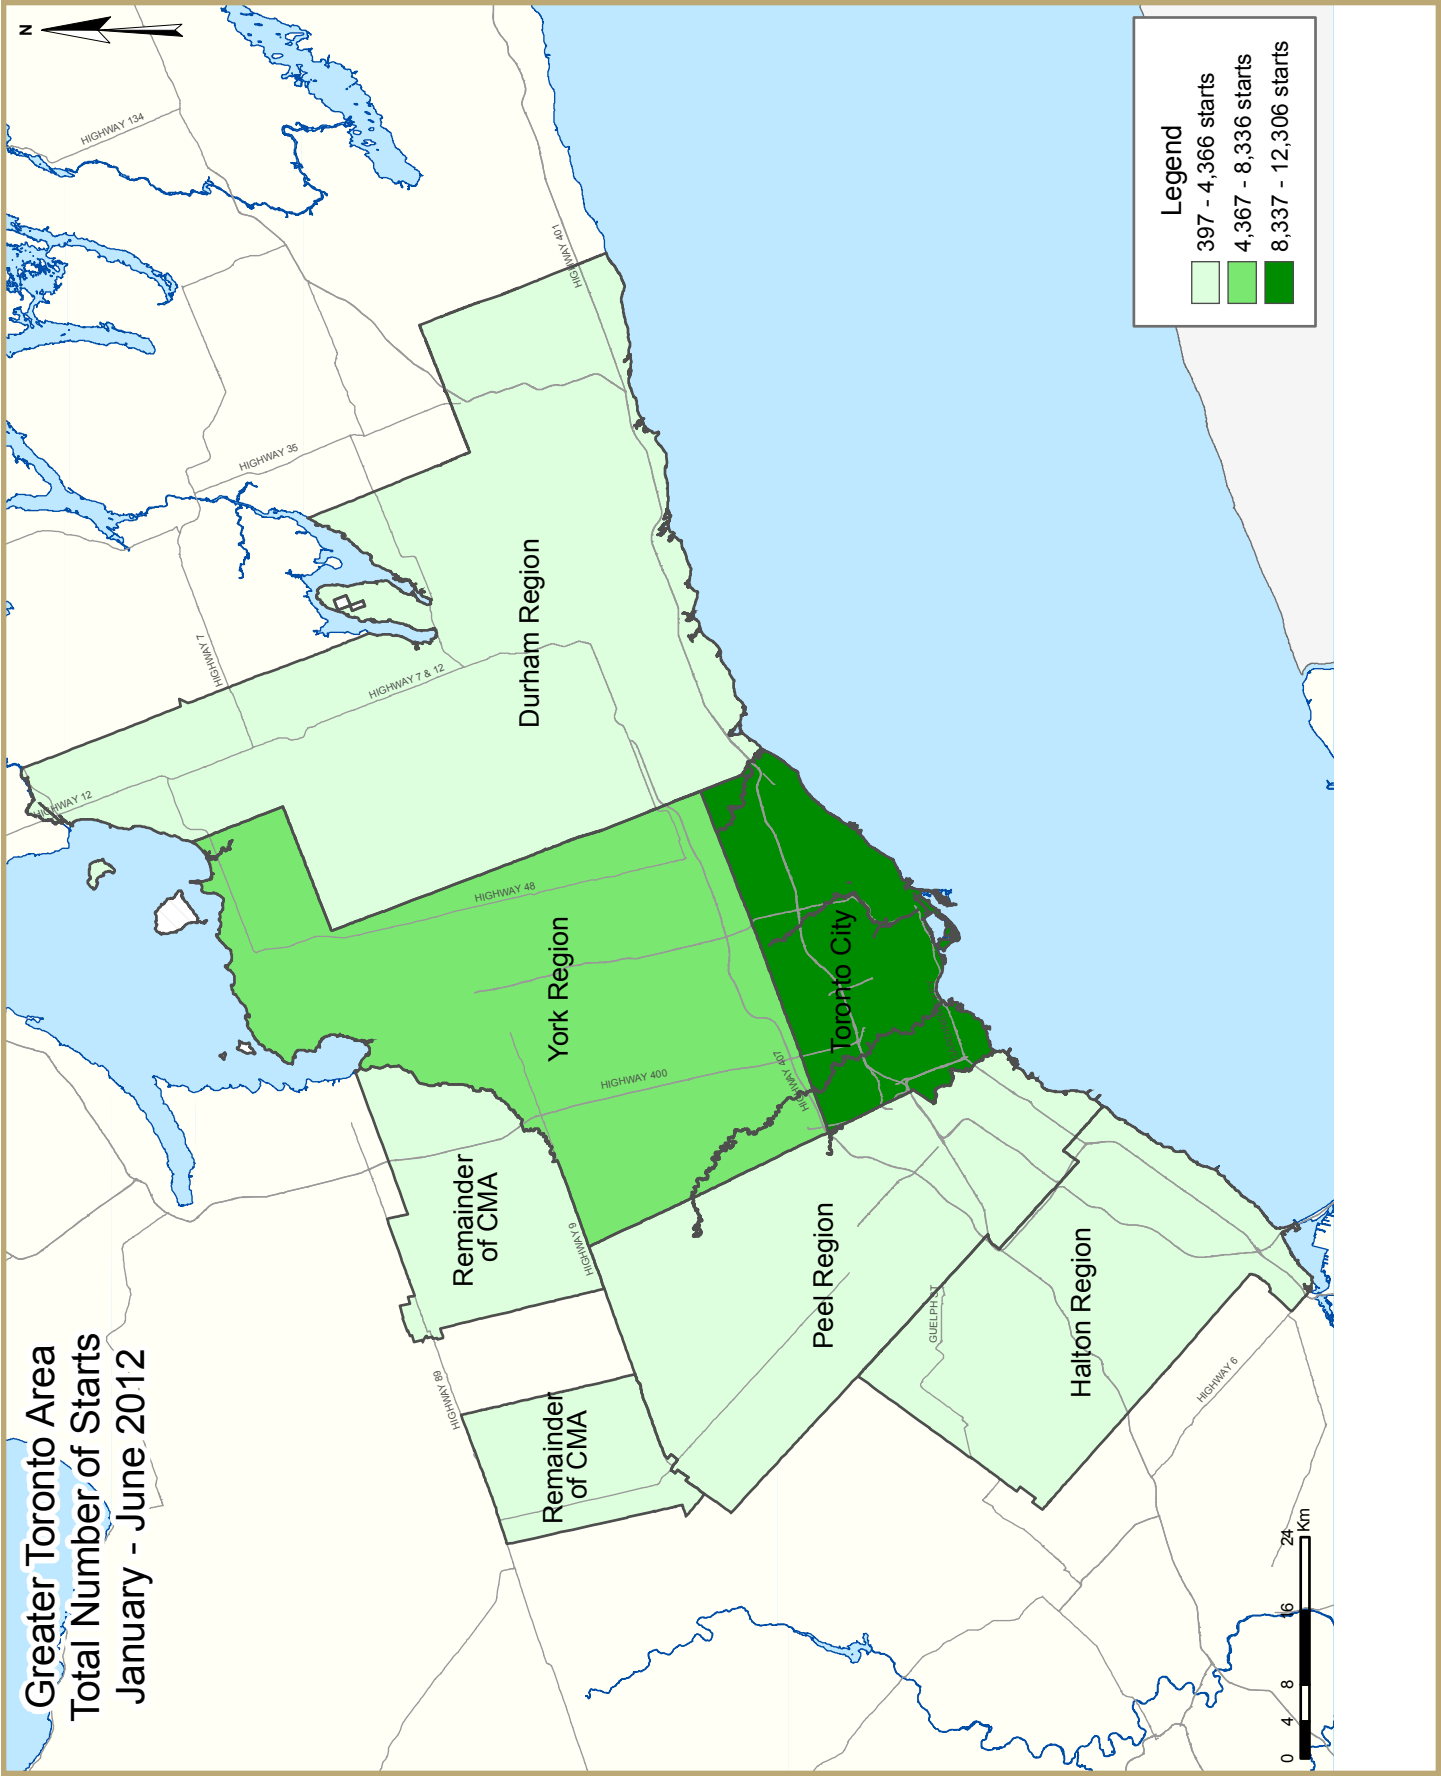 Greater Toronto Area
Total Number of Starts
January - June 2012
N
HIGHWAY 134
HIGHWAY 401
HIGHWAY 35
HIGHWAY 7
HIGHWAY 7 & 12
HIGHWAY 12
Durham Region
HIGHWAY 48
York Region
HIGHWAY 400
HIGHWAY 407
Toronto City
Remainder
of CMA
HIGHWAY 9
HIGHWAY 89
Remainder
of CMA
Peel Region
GUELPH ST
Halton Region
HIGHWAY 6
Legend
397 - 4,366 starts
4,367 - 8,336 starts
8,337 - 12,306 starts
0 4 8 16 24
Km